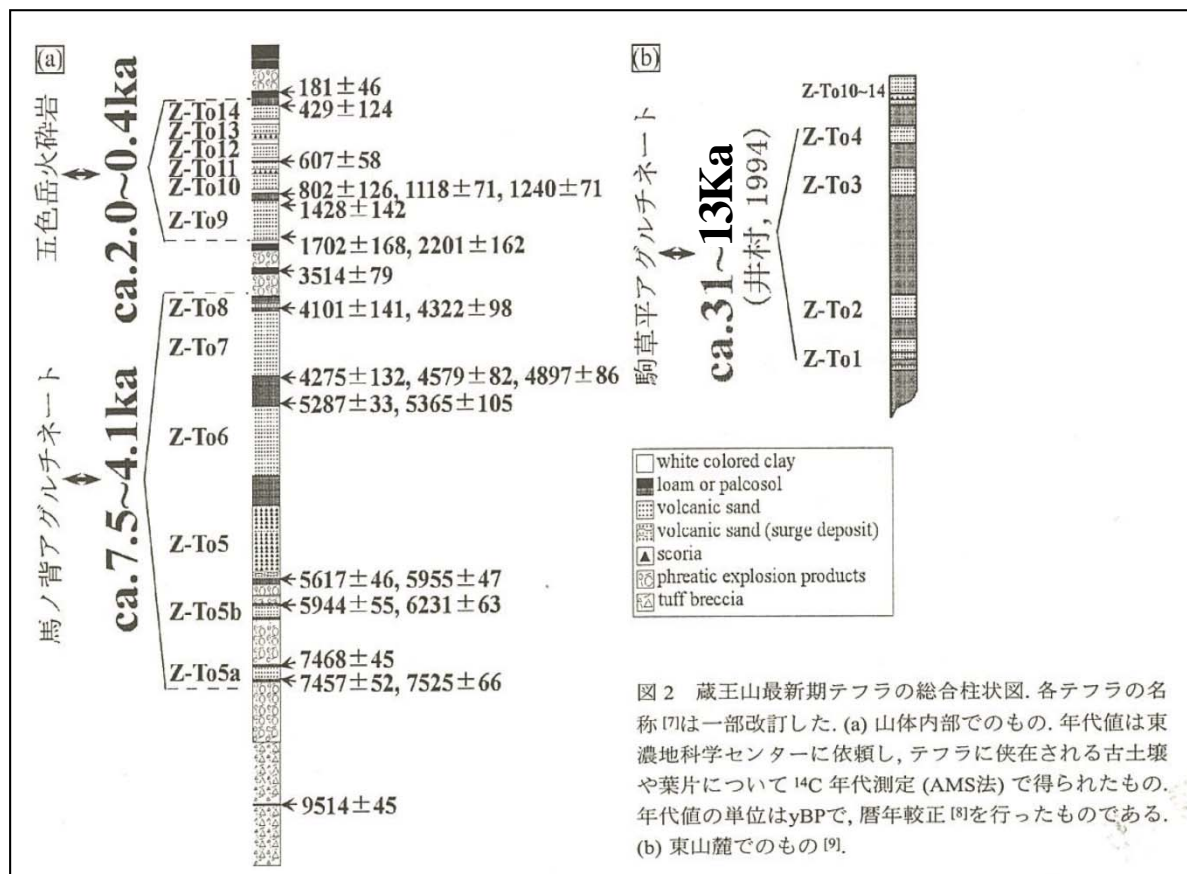 (a)
五色岳火砕岩
ca.2.0~0.4ka
馬ノ背アグルチネート
ca.7.5~4.1ka
Z-To14
Z-To13
Z-To12
Z-To11
Z-To10
Z-To9
Z-To8
Z-To7
Z-To6
Z-To5
Z-To5b
Z-To5a
181±46
429±124
607±58
802±126, 1118±71, 1240±71
1428±142
1702±168, 2201±162
3514±79
4101±141, 4322±98
4275±132, 4579±82, 4897±86
5287±33, 5365±105
5617±46, 5955±47
5944±55, 6231±63
7468±45
7457±52, 7525±66
9514±45
(b)
駒草平アグルチネート
ca.31~13Ka
(井村, 1994)
Z-To10~14
Z-To4
Z-To3
Z-To2
Z-To1
white colored clay
loam or palcosol
volcanic sand
volcanic sand (surge deposit)
scoria
phreatic explosion products
tuff breccia
図2 蔵王山最新期テフラの総合柱状図. 各テフラの名
称[7]は一部改訂した. (a) 山体内部でのもの. 年代値は東
濃地科学センターに依頼し, テフラに侠在される古土壌
や葉片について 14C 年代測定 (AMS法) で得られたもの.
年代値の単位はyBPで, 暦年較正[8]を行ったものである.
(b) 東山麓でのもの[9].